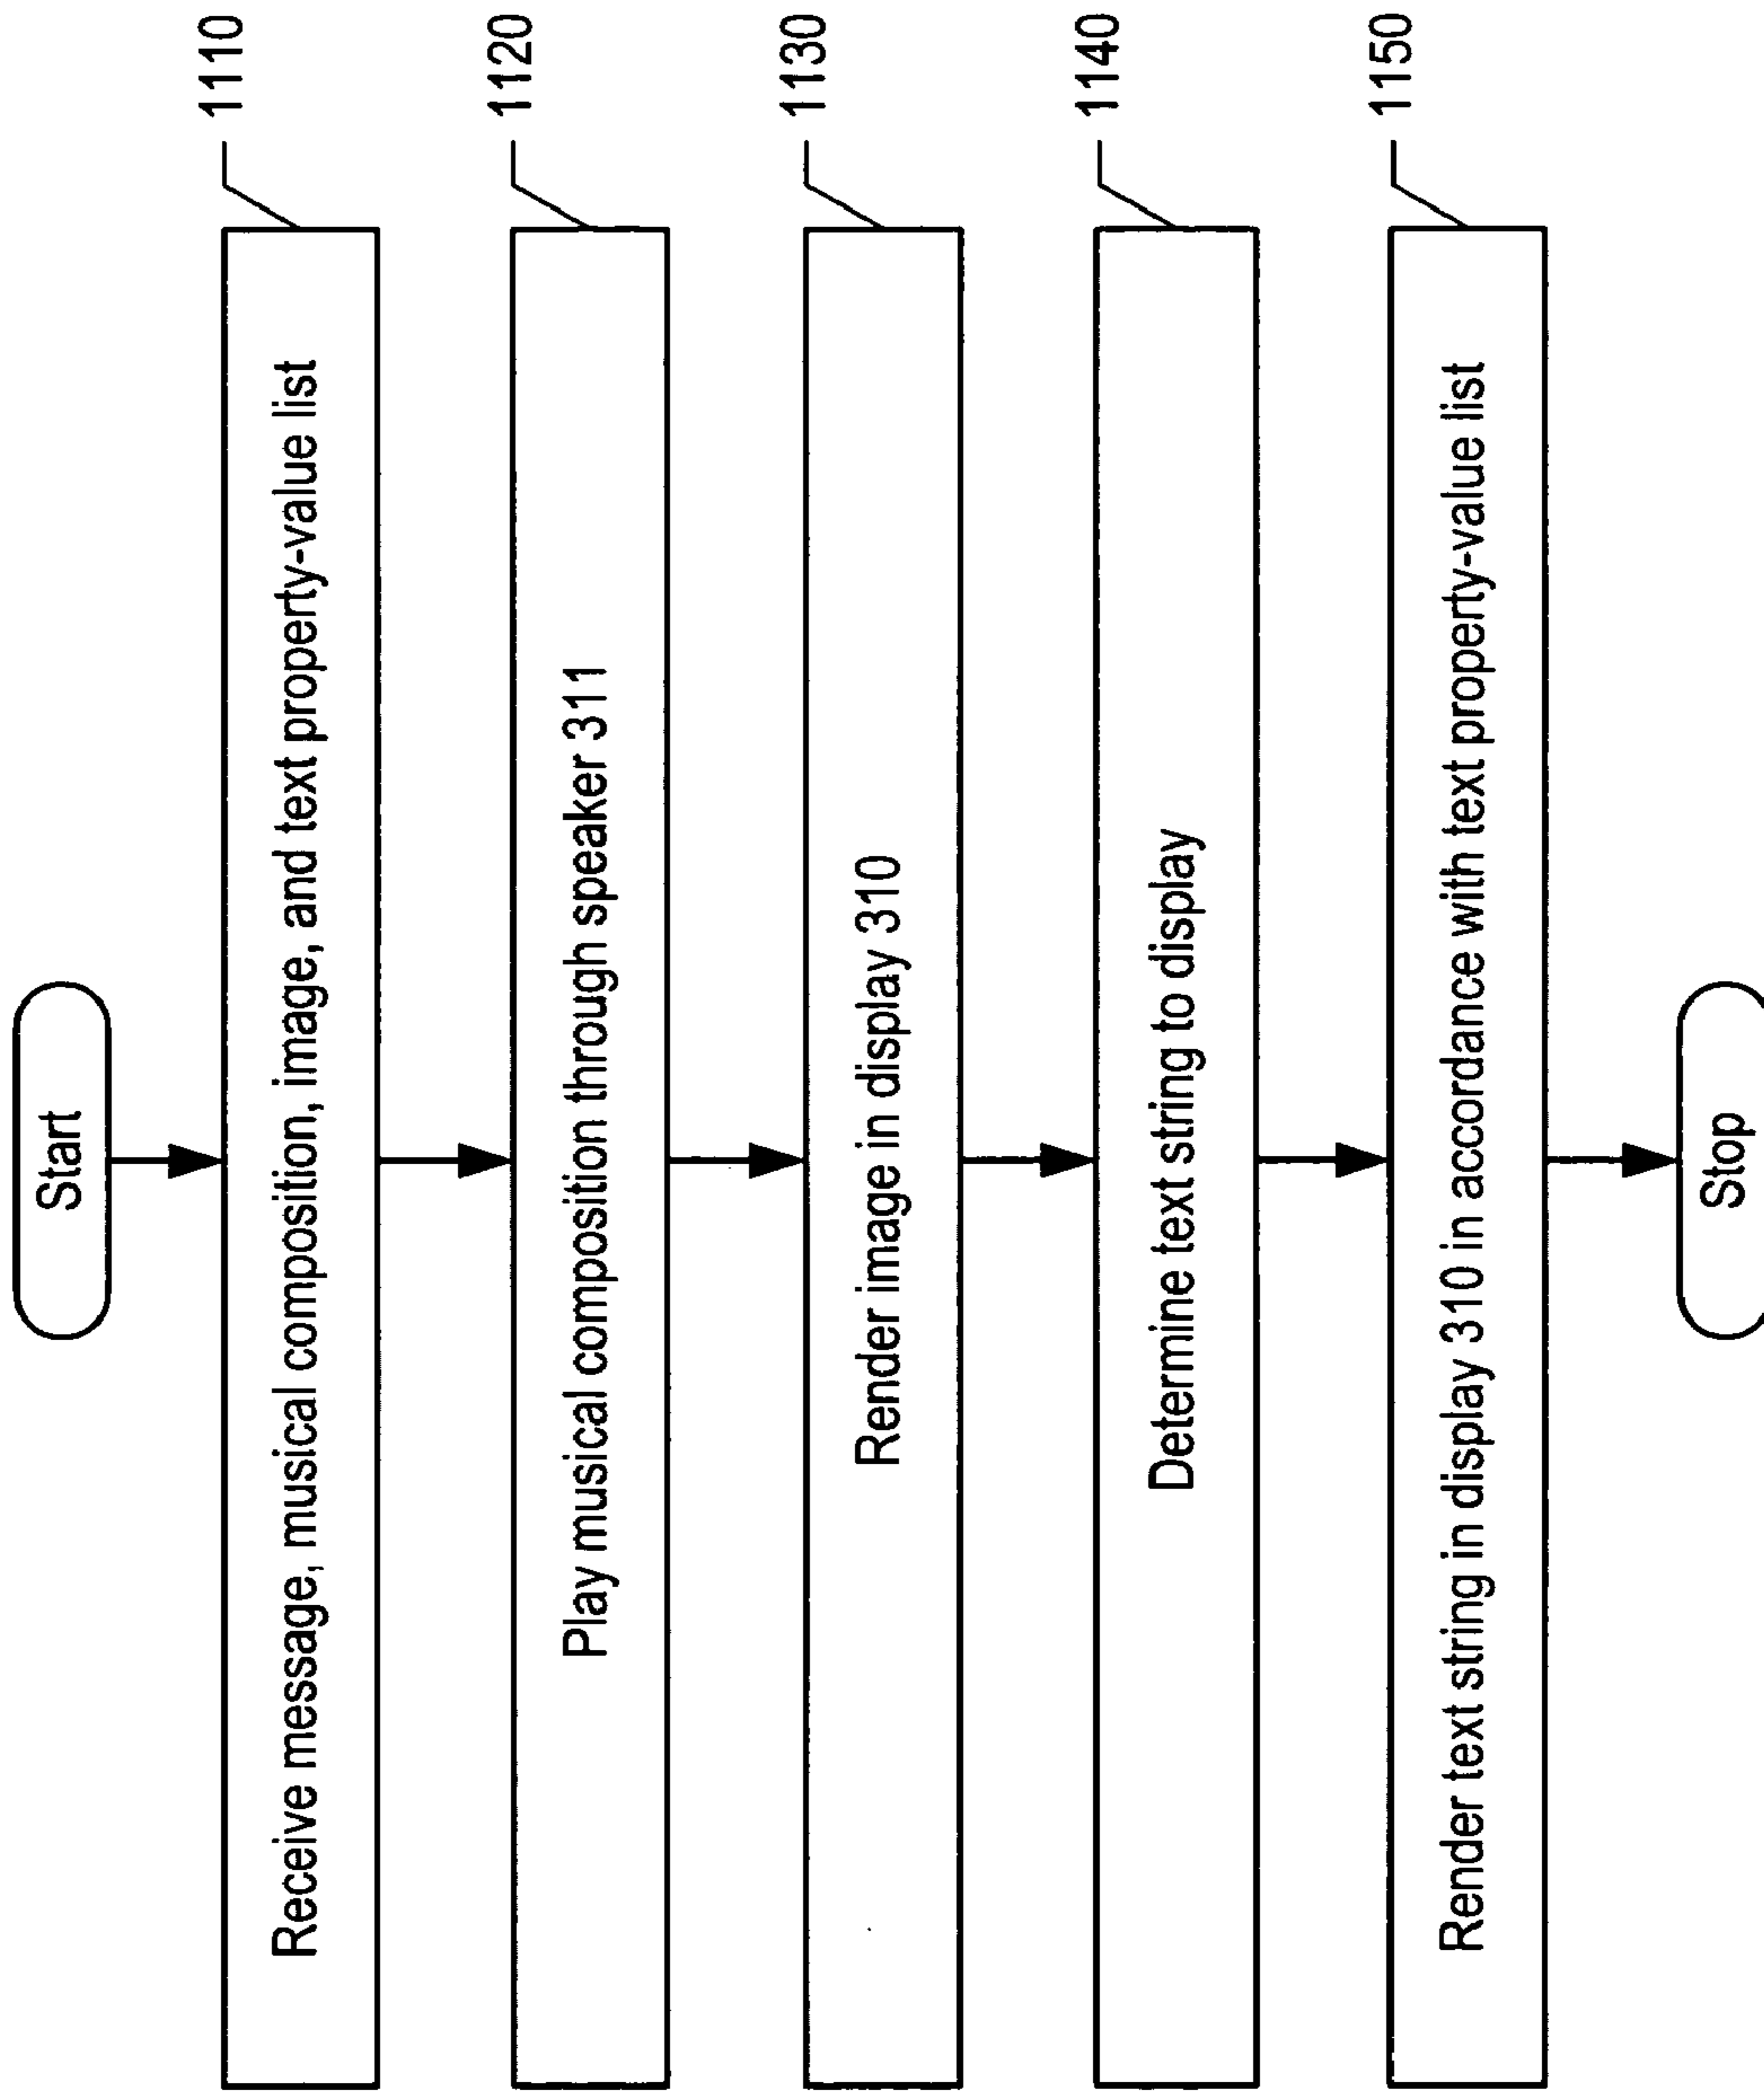 Start
Receive message, musical composition, image, and text property-value list
1110
Play musical composition through speaker 311
1120
Render image in display 310
1130
Determine text string to display
1140
Render text string in display 310 in accordance with text property-value list
1150
Stop